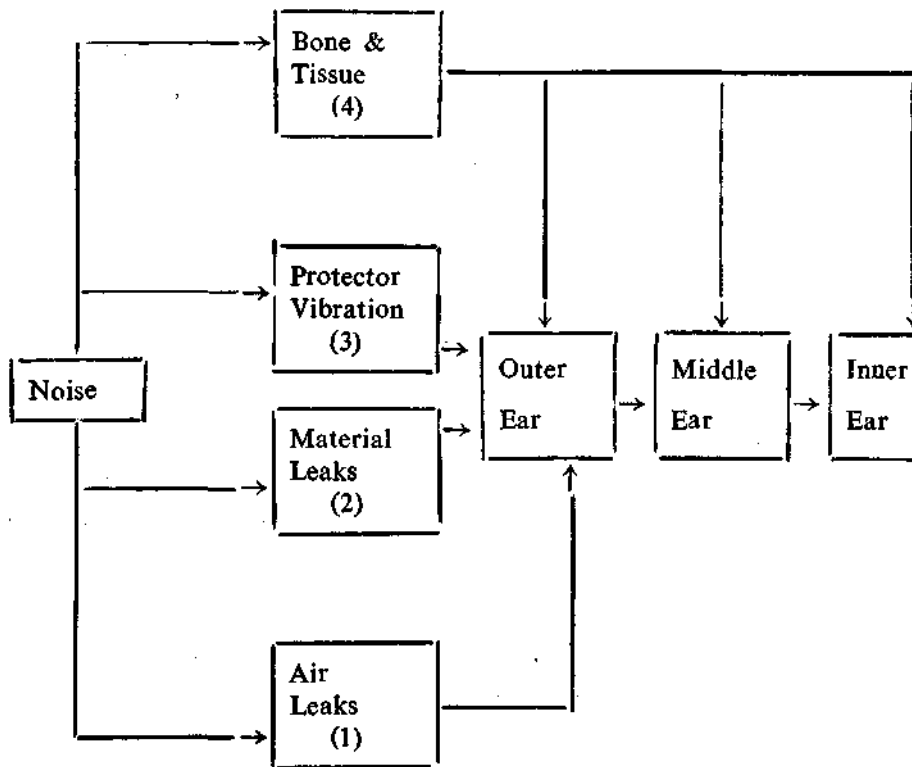 Bone &
Tissue
(4)
Protector
Vibration
(3)
Noise
Outer
Ear
Middle
Ear
Inner
Ear
Material
Leaks
(2)
Air
Leaks
(1)